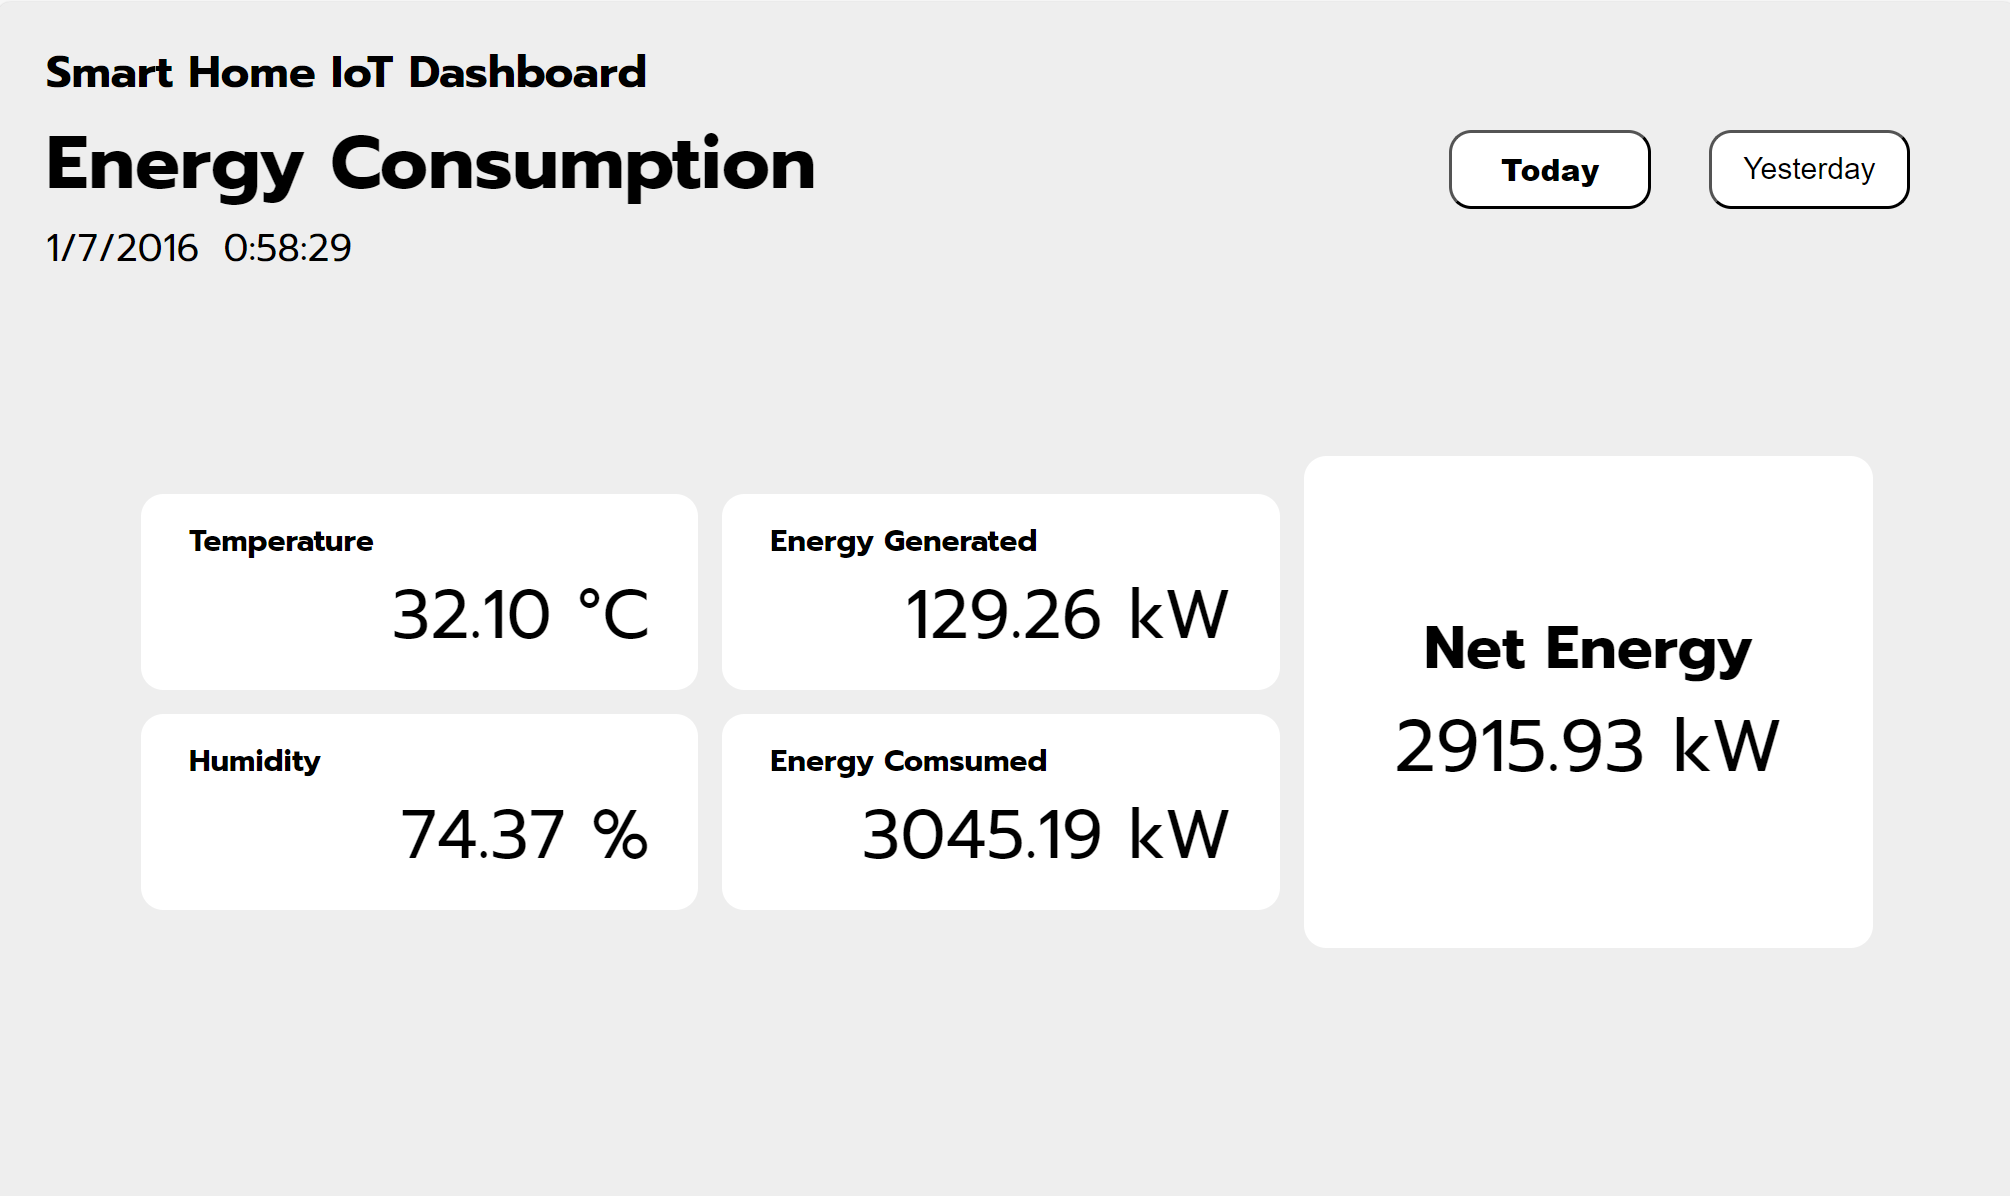 Smart Home IoT Dashboard
Energy Consumption
Today
Yesterday
1/7/2016 0:58:29
Temperature
32.10 °C
Energy Generated
129.26 kW
Humidity
74.37 %
Energy Comsumed
3045.19 kW
Net Energy
2915.93 kW